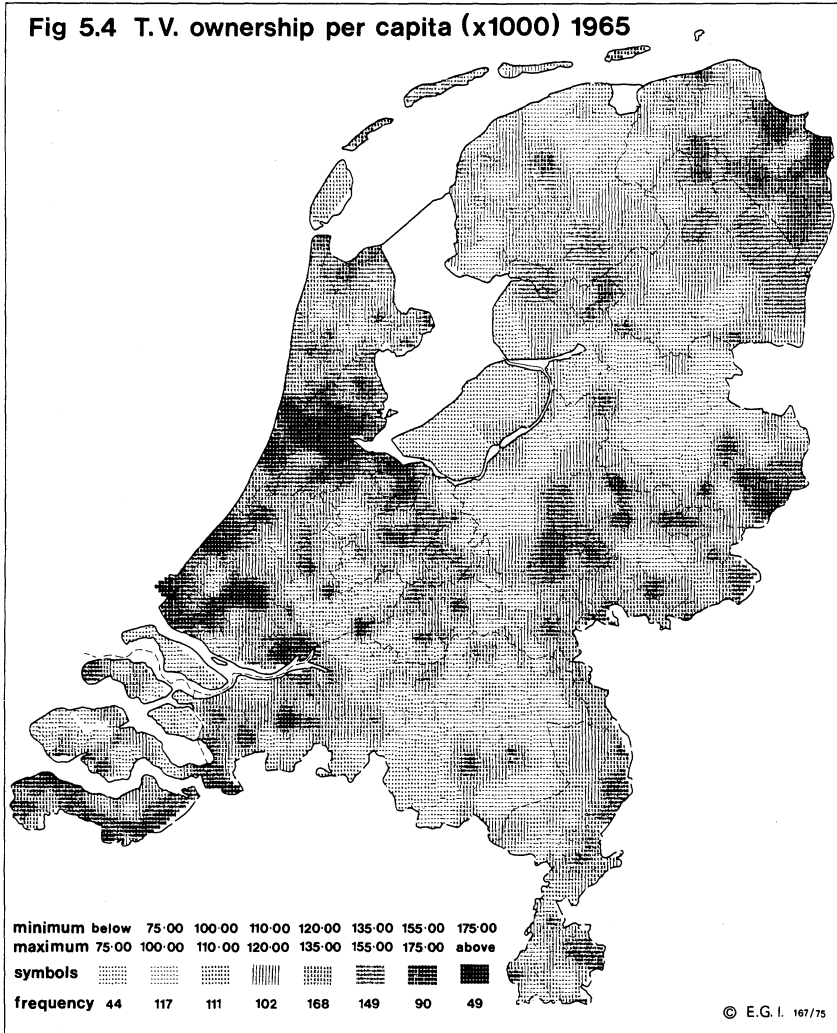 Fig 5.4 T.V. ownership per capita (x1000) 1965
minimum below 75·00 100·00 110·00 120·00 135·00 155·00 175·00
maximum 75·00 100·00 110·00 120·00 135·00 155·00 175·00 above
symbols
frequency 44 117 111 102 168 149 90 49
© E.G.I. 167/75